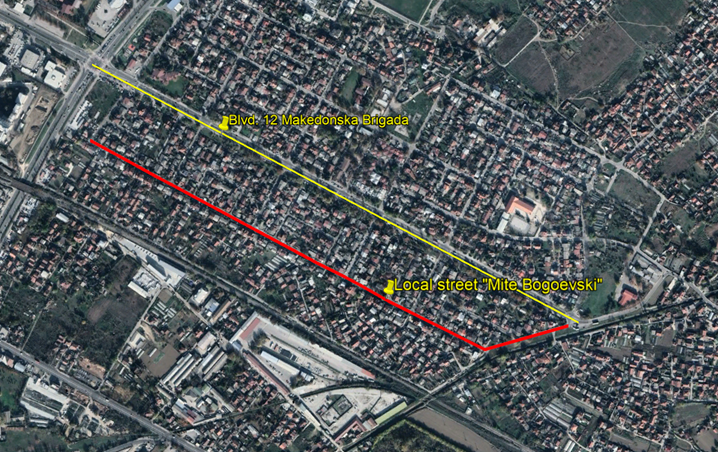 Blvd. 12 Makedonska Brigada
Local street "Mite Bogoevski"